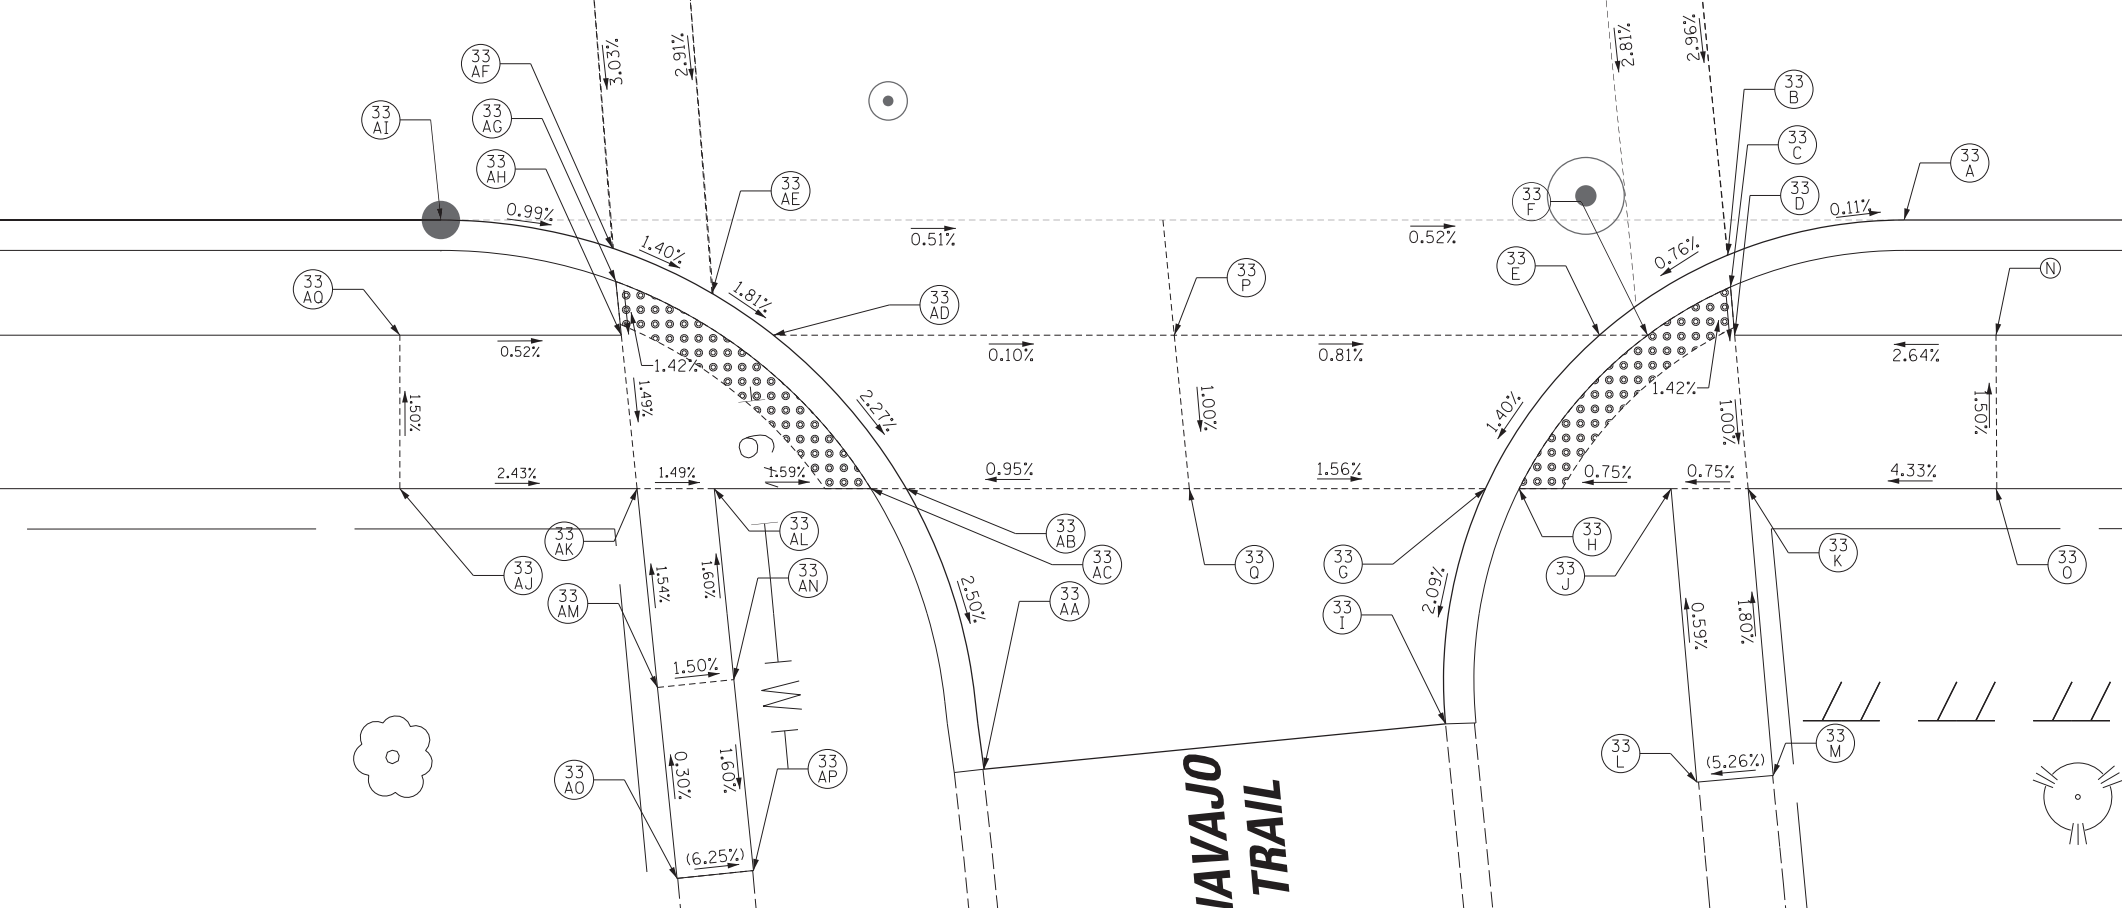 3.03%
2.91%
2.81%
2.96%
33
AF
33
AI
33
AG
33
AH
33
AE
33
B
33
C
33
A
33
D
33
F
0.99%
1.40%
0.51%
0.52%
0.76%
0.11%
33
AQ
1.81%
33
AD
33
P
33
E
N
0.52%
1.42%
0.10%
0.81%
1.42%
2.64%
1.50%
1.49%
2.27%
1.00%
1.40%
1.00%
1.50%
2.43%
1.49%
1.59%
0.95%
1.56%
0.75%
0.75%
4.33%
33
AK
33
AL
33
AB
33
AC
33
Q
33
G
33
H
33
J
33
K
33
O
33
AJ
33
AM
33
AN
33
AA
33
I
1.54%
1.60%
2.50%
2.09%
0.59%
1.80%
1.50%
W
0.30%
1.60%
33
AO
33
AP
(6.25%)
33
L
33
M
(5.26%)
NAVAJO
TRAIL